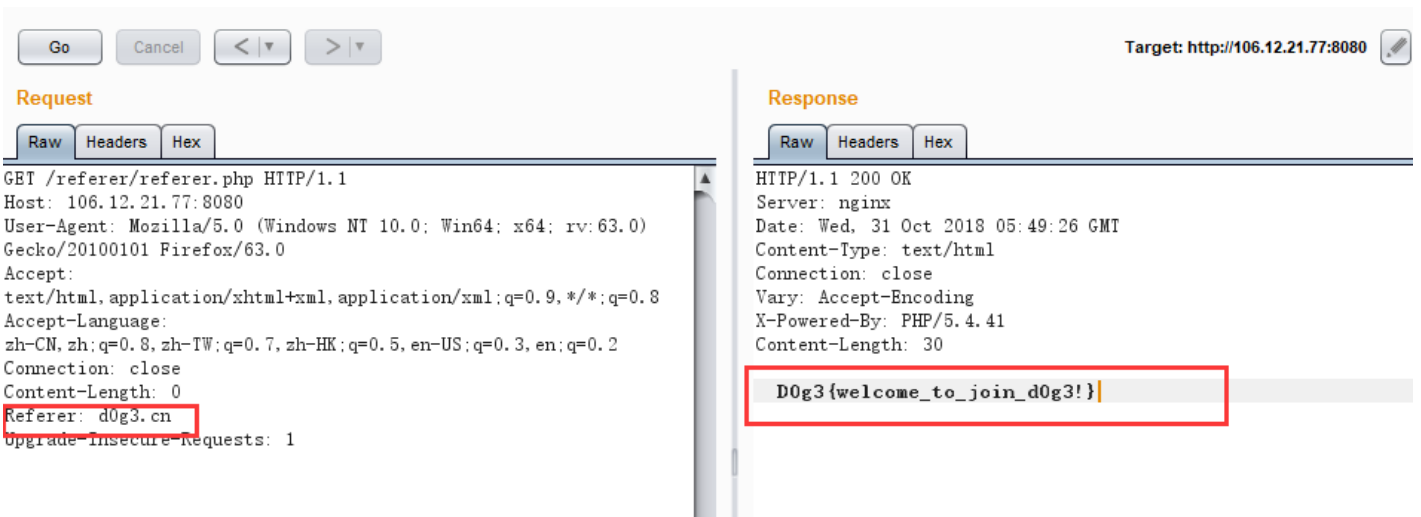 Go Cancel < > Target: http://106.12.21.77:8080
Request
Raw Headers Hex
GET /referer/referer.php HTTP/1.1
Host: 106.12.21.77:8080
User-Agent: Mozilla/5.0 (Windows NT 10.0; Win64; x64; rv:63.0)
Gecko/20100101 Firefox/63.0
Accept:
text/html,application/xhtml+xml,application/xml;q=0.9,*/*;q=0.8
Accept-Language:
zh-CN,zh;q=0.8,zh-TW;q=0.7,zh-HK;q=0.5,en-US;q=0.3,en;q=0.2
Connection: close
Content-Length: 0
Referer: d0g3.cn
Upgrade-Insecure-Requests: 1
Response
Raw Headers Hex
HTTP/1.1 200 OK
Server: nginx
Date: Wed, 31 Oct 2018 05:49:26 GMT
Content-Type: text/html
Connection: close
Vary: Accept-Encoding
X-Powered-By: PHP/5.4.41
Content-Length: 30
D0g3{welcome_to_join_d0g3!}